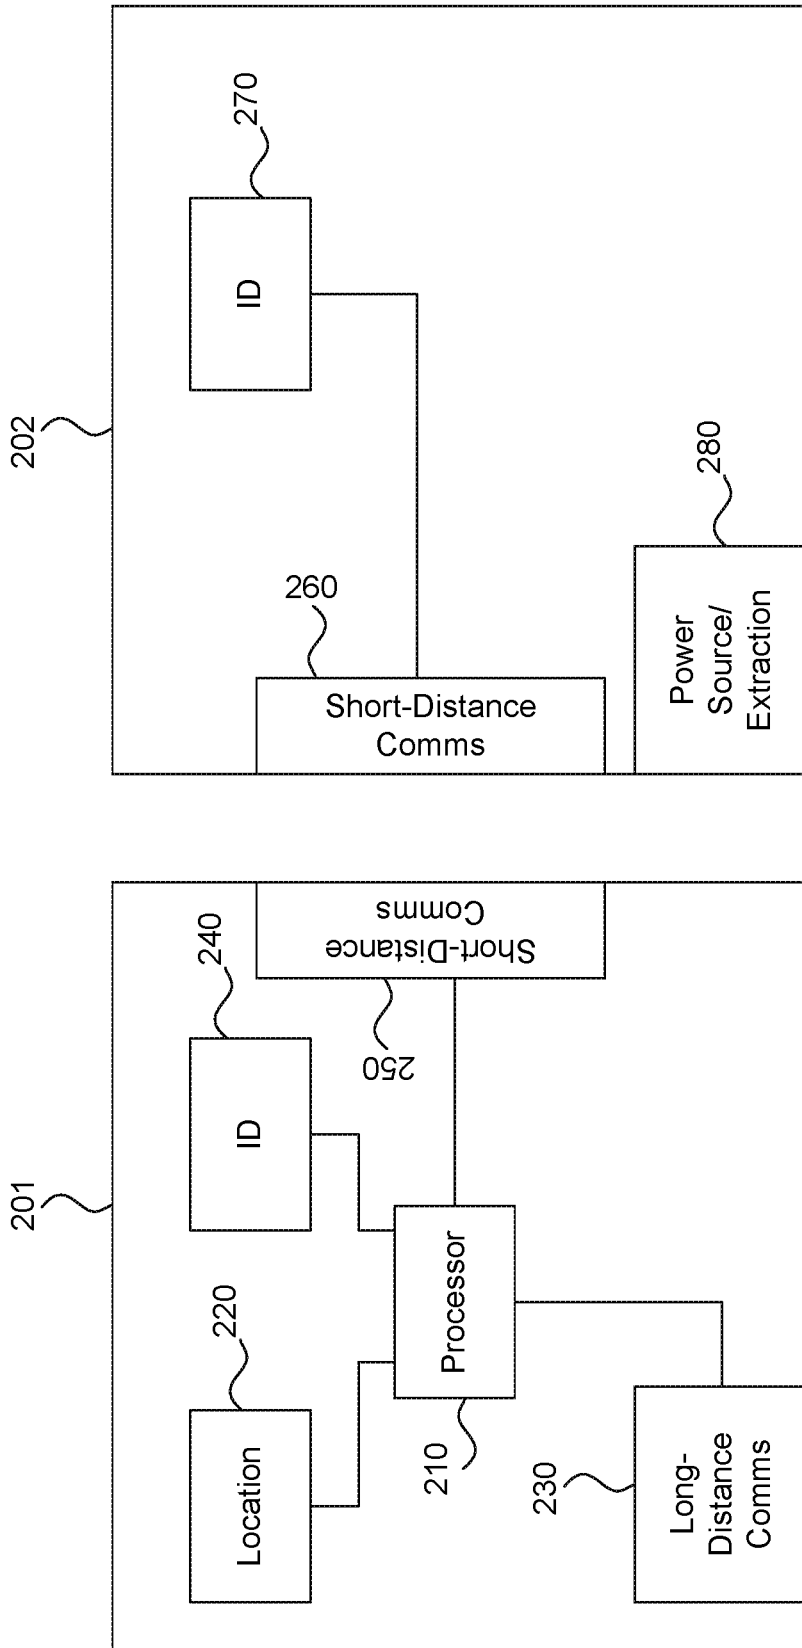 201
202
Location
220
ID
240
ID
270
Processor
210
Short-Distance
Comms
250
Short-Distance
Comms
260
Long-
Distance
Comms
230
Power
Source/
Extraction
280